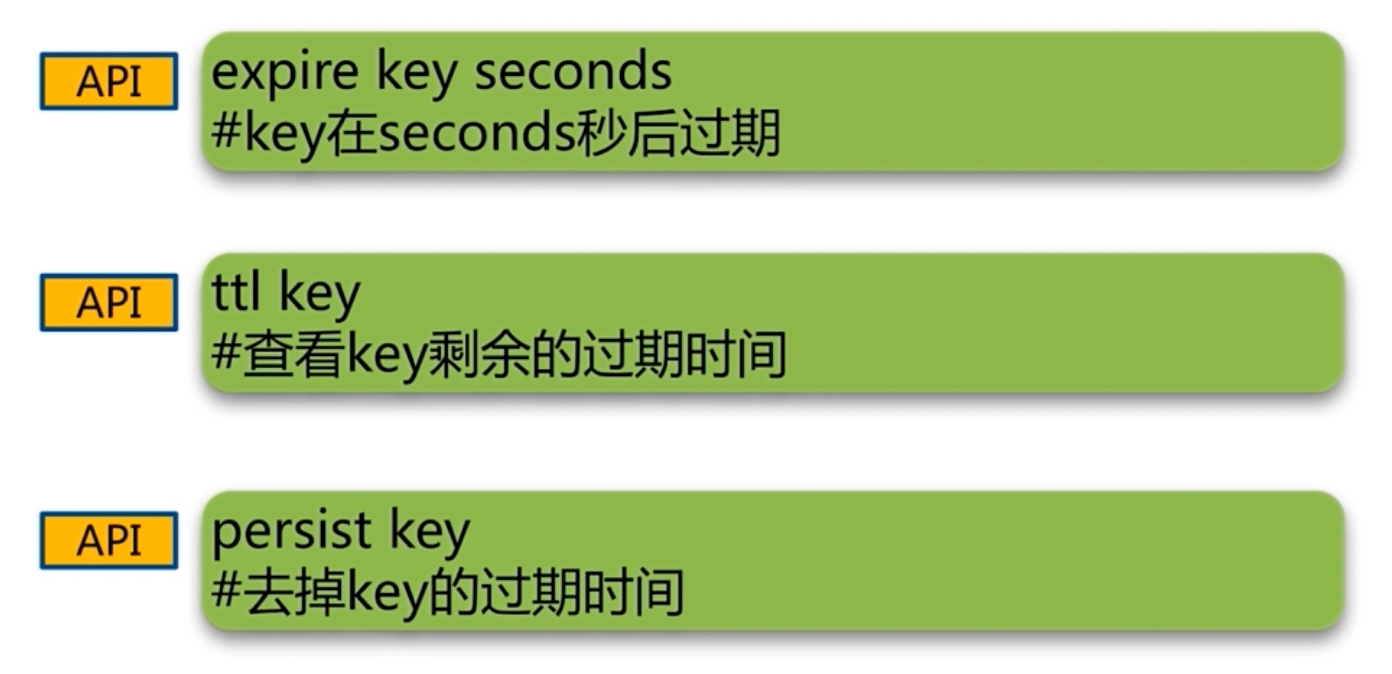 API
expire key seconds
#key在seconds秒后过期
API
ttl key
#查看key剩余的过期时间
API
persist key
#去掉key的过期时间